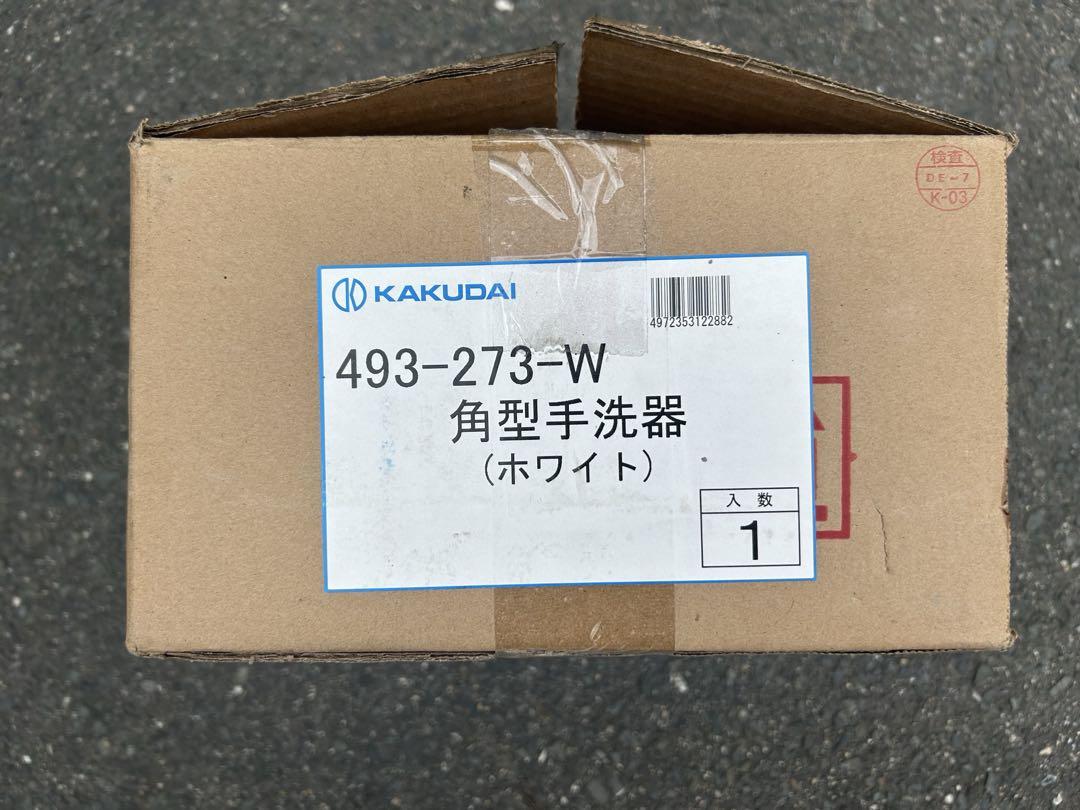 検査
DE-7
K-03
KAKUDAI
4972353122882
493-273-W
角型手洗器
(ホワイト)
入数
1